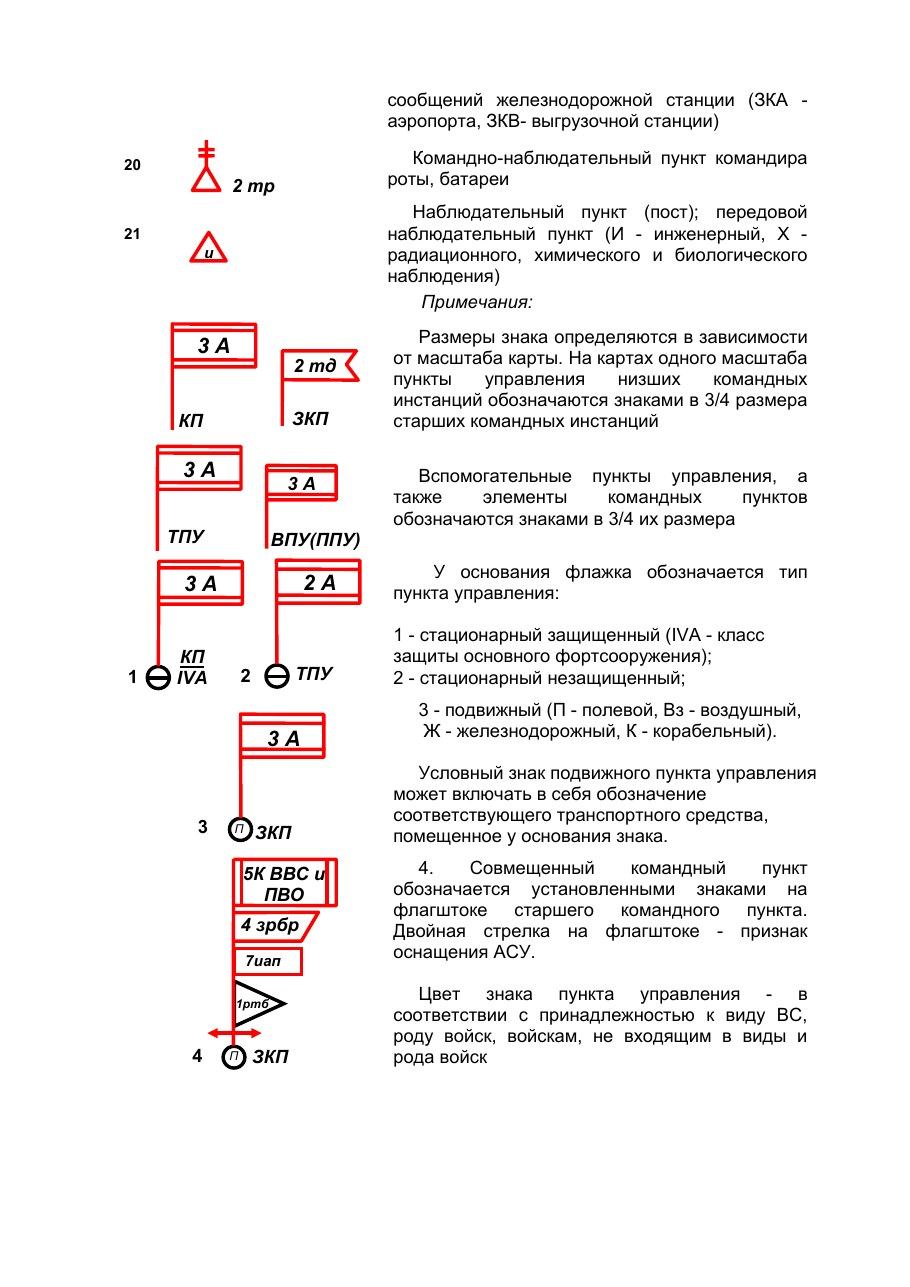 сообщений железнодорожной станции (ЗКА -
аэропорта, ЗКВ- выгрузочной станции)
20
2 тр
Командно-наблюдательный пункт командира
роты, батареи
21
и
Наблюдательный пункт (пост); передовой
наблюдательный пункт (И - инженерный, Х -
радиационного, химического и биологического
наблюдения)
Примечания:
3 А
КП
2 тд
ЗКП
Размеры знака определяются в зависимости
от масштаба карты. На картах одного масштаба
пункты управления низших командных
инстанций обозначаются знаками в 3/4 размера
старших командных инстанций
3 А
ТПУ
3 А
ВПУ(ППУ)
Вспомогательные пункты управления, а
также элементы командных пунктов
обозначаются знаками в 3/4 их размера
3 А
2 А
1
КП
IVА
2
ТПУ
У основания флажка обозначается тип
пункта управления:
1 - стационарный защищенный (IVА - класс
защиты основного фортсооружения);
2 - стационарный незащищенный;
3 - подвижный (П - полевой, Вз - воздушный,
Ж - железнодорожный, К - корабельный).
3 А
3
П
ЗКП
Условный знак подвижного пункта управления
может включать в себя обозначение
соответствующего транспортного средства,
помещенное у основания знака.
5К ВВС и
ПВО
4 зрбр
7иап
1ртб
4
П
ЗКП
4. Совмещенный командный пункт
обозначается установленными знаками на
флагштоке старшего командного пункта.
Двойная стрелка на флагштоке - признак
оснащения АСУ.
Цвет знака пункта управления - в
соответствии с принадлежностью к виду ВС,
роду войск, войскам, не входящим в виды и
рода войск